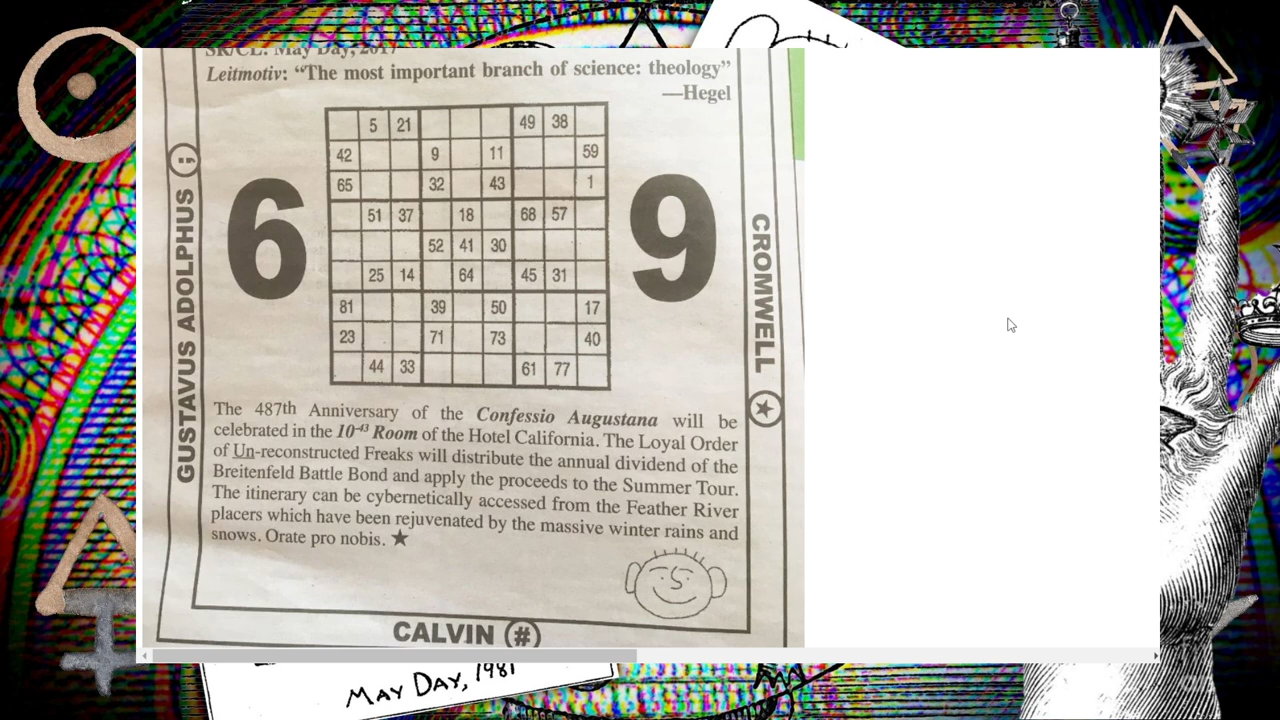 SR/CL: May Day, 2017
Leitmotiv: “The most important branch of science: theology”
—Hegel
5 21 49 38
42 9 11 59
65 32 43 1
51 37 18 68 57
52 41 30
25 14 64 45 31
81 39 50 17
23 71 73 40
44 33 61 77
6
9
GUSTAVUS ADOLPHUS ;
CROMWELL ★
The 487th Anniversary of the Confessio Augustana will be
celebrated in the 10⁻⁴³ Room of the Hotel California. The Loyal Order
of Un-reconstructed Freaks will distribute the annual dividend of the
Breitenfeld Battle Bond and apply the proceeds to the Summer Tour.
The itinerary can be cybernetically accessed from the Feather River
placers which have been rejuvenated by the massive winter rains and
snows. Orate pro nobis. ★
CALVIN #
MAY DAY, 1981